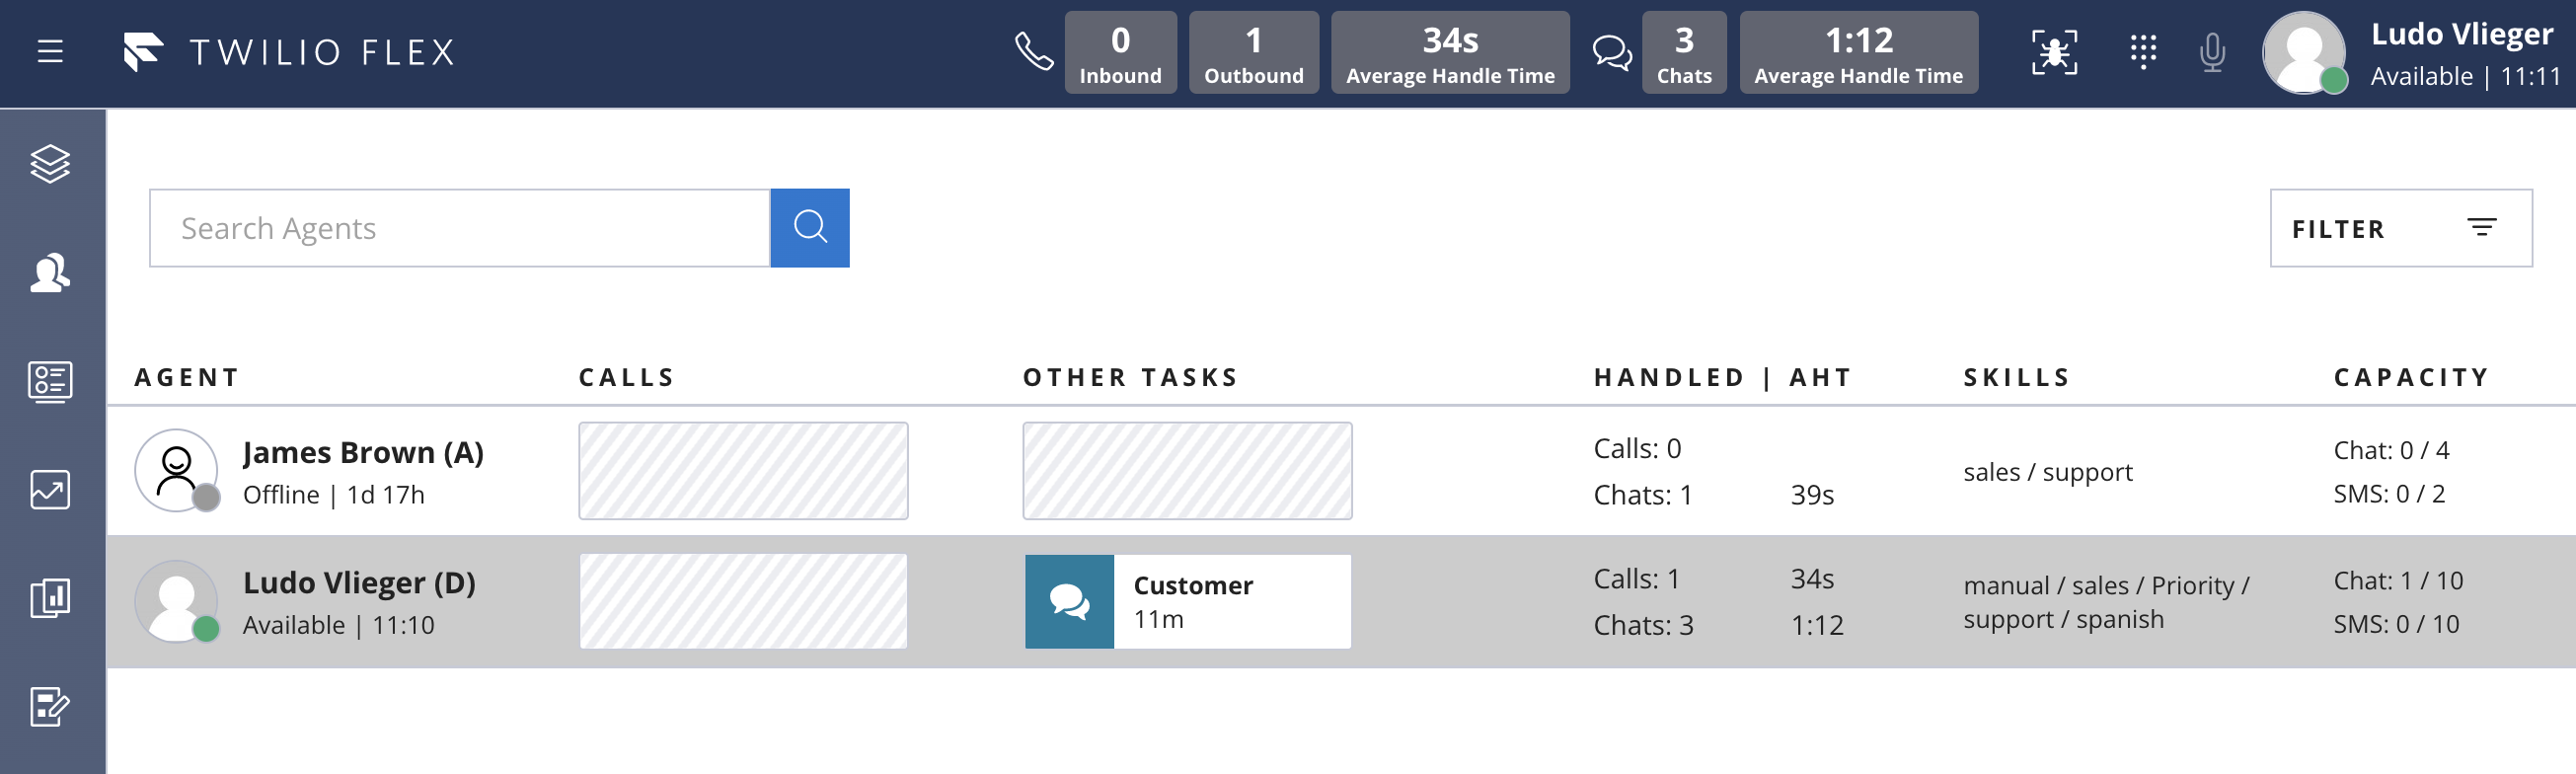 TWILIO FLEX
0
Inbound
1
Outbound
34s
Average Handle Time
3
Chats
1:12
Average Handle Time
Ludo Vlieger
Available | 11:11
Search Agents
FILTER
AGENT CALLS OTHER TASKS HANDLED | AHT SKILLS CAPACITY
James Brown (A)
Offline | 1d 17h
Calls: 0
Chats: 1 39s
sales / support
Chat: 0 / 4
SMS: 0 / 2
Ludo Vlieger (D)
Available | 11:10
Customer
11m
Calls: 1 34s
Chats: 3 1:12
manual / sales / Priority /
support / spanish
Chat: 1 / 10
SMS: 0 / 10